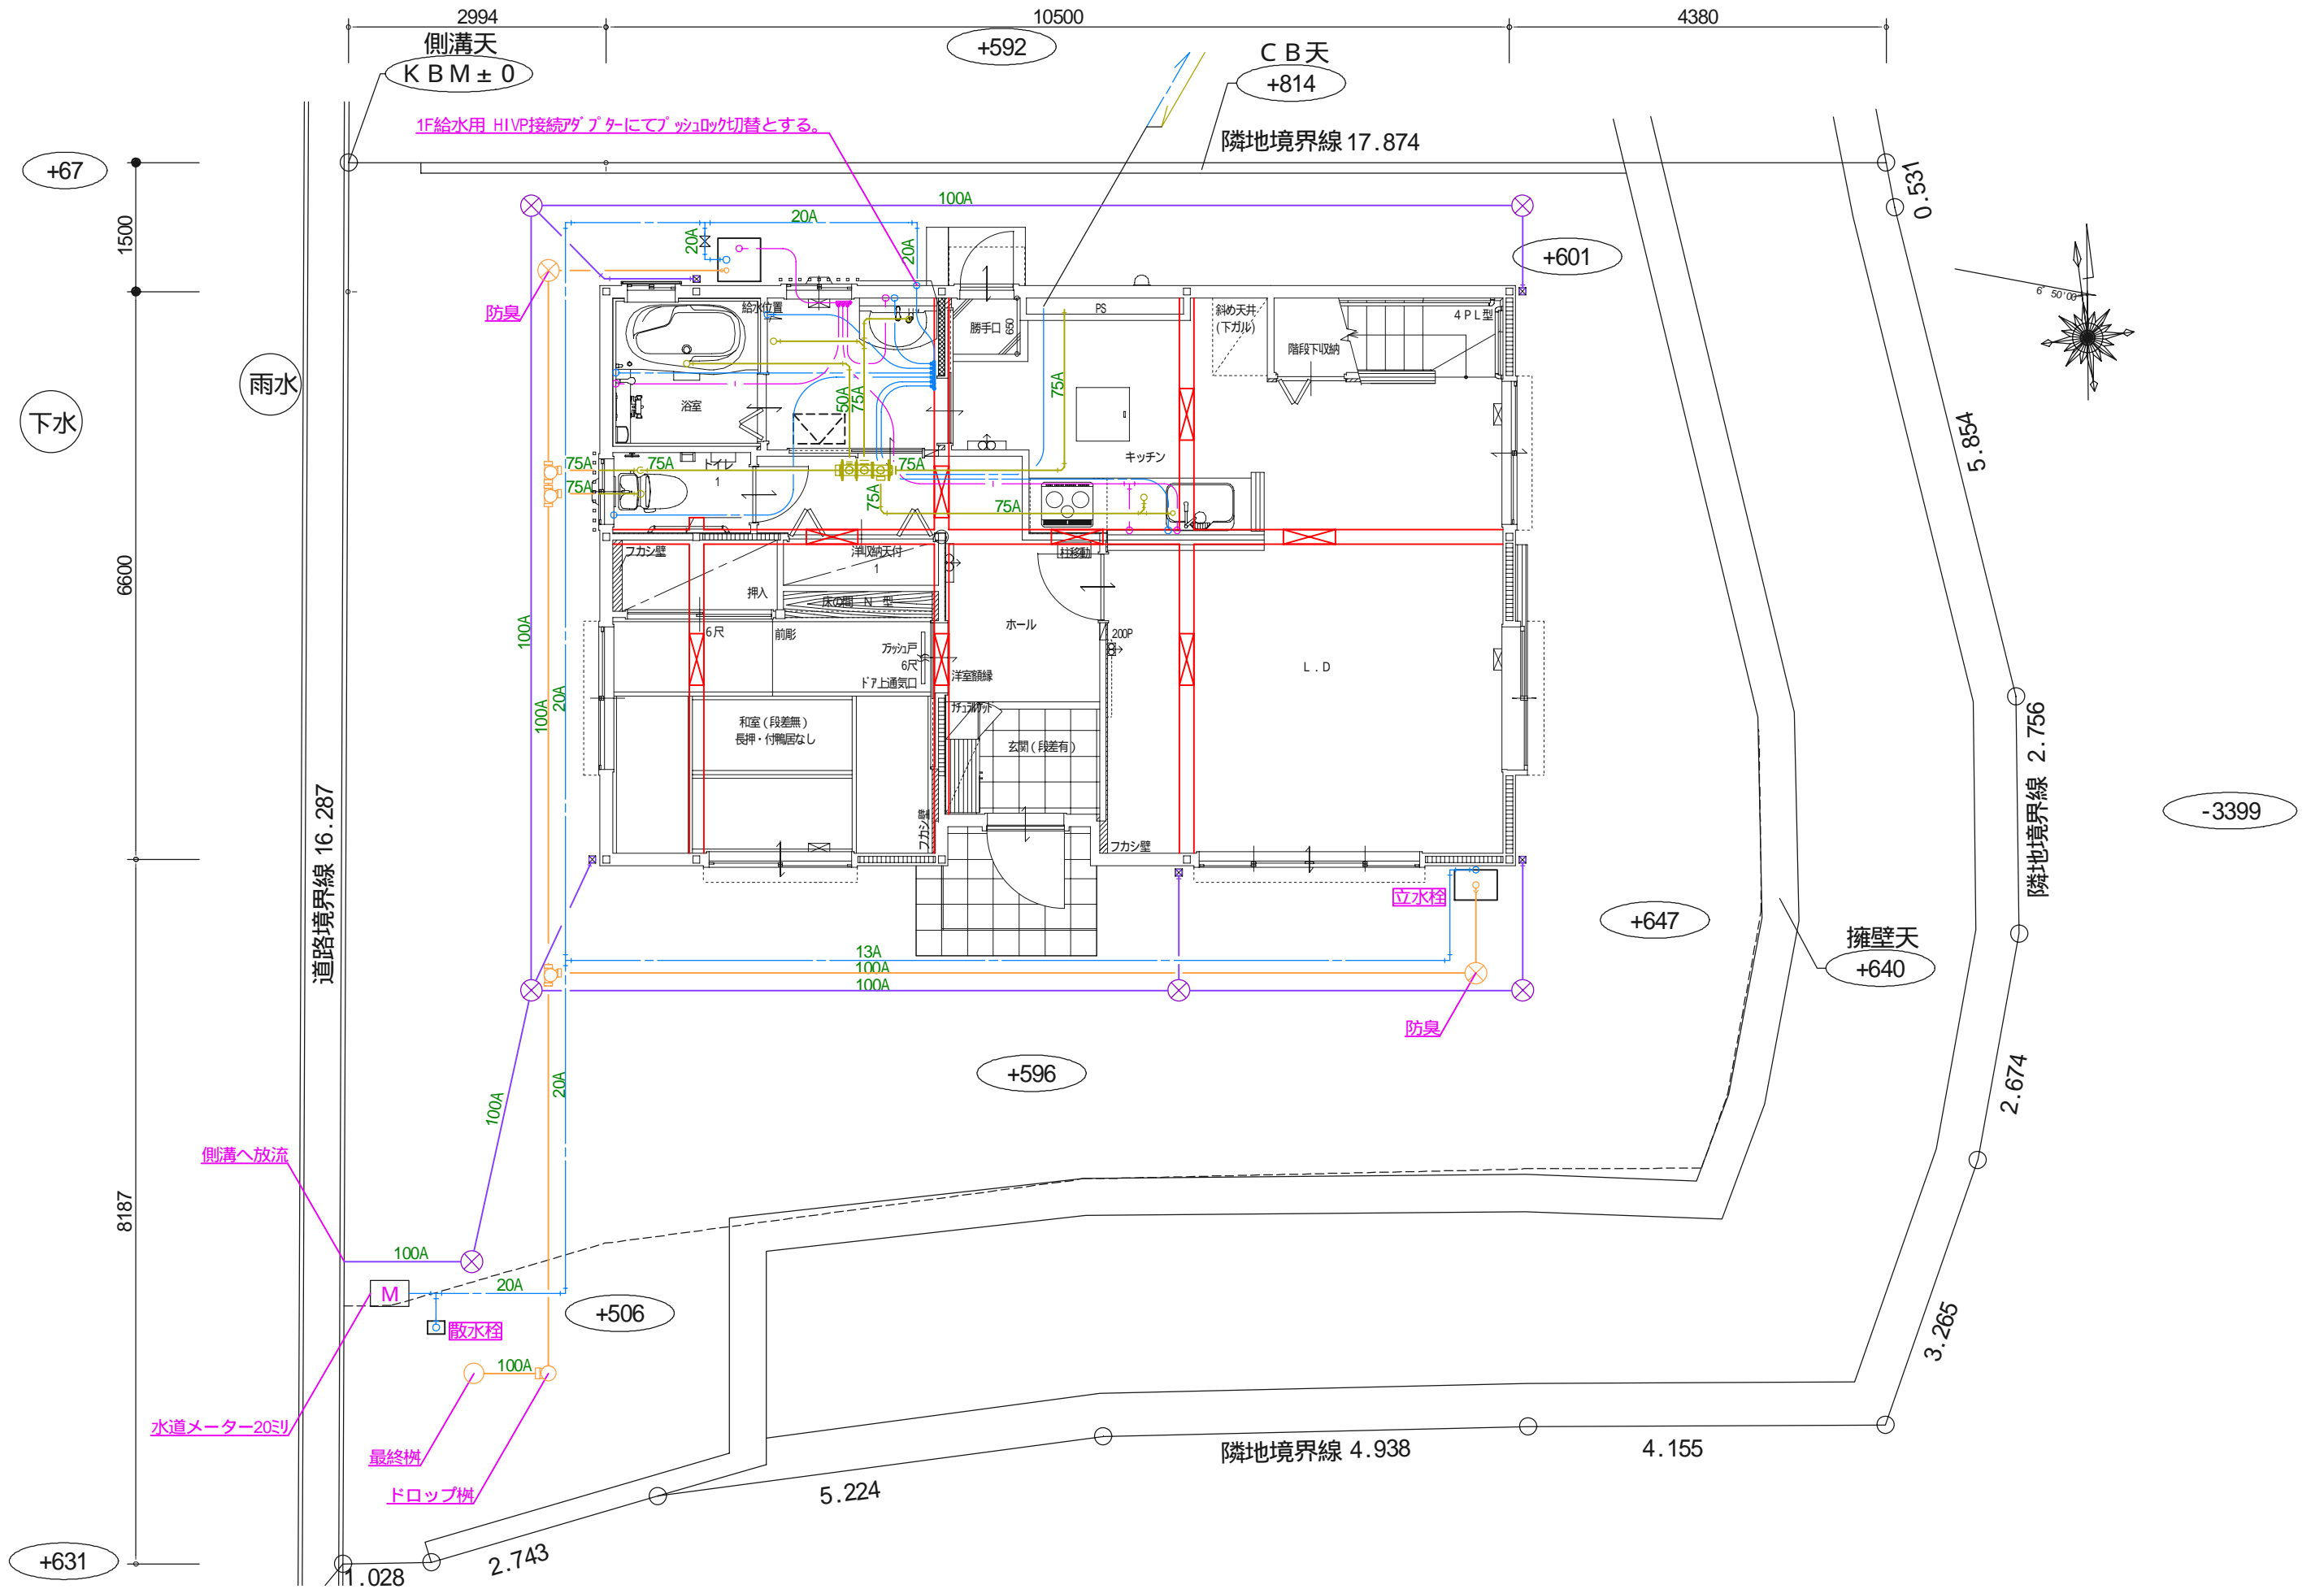 2994
10500
4380
側溝天
KBM±0
+592
CB天
+814
1F給水用 HIVP接続ｱﾀﾞﾌﾟﾀｰにてﾌﾟｯｼｭﾛｯｸ切替とする。
隣地境界線 17.874
+67
0.531
1500
100A
20A
20A
20A
+601
6ﾟ50'00"
防臭
給水位置
勝手口
650
PS
斜め天井
(下ガル)
4PL型
階段下収納
雨水
下水
浴室
50A
75A
75A
キッチン
5.854
75A
75A
トイレ
1
75A
75A
75A
75A
フカシ壁
洋収納天付
1
柱移動
6600
押入
床の間 N 型
100A
6尺
前彫
ﾌﾗｯｼｭ戸
6尺
ドア上通気口
ホール
200P
洋室額縁
L.D
100A
20A
和室(段差無)
長押・付鴨居なし
玄関(段差有)
隣地境界線 2.756
道路境界線 16.287
-3399
フカシ壁
フカシ壁
立水栓
+647
擁壁天
+640
13A
100A
100A
防臭
+596
20A
100A
2.674
側溝へ放流
8187
100A
M
20A
+506
散水栓
3.265
100A
水道メーター20ﾐﾘ
最終桝
ドロップ桝
隣地境界線 4.938
4.155
5.224
+631
2.743
1.028